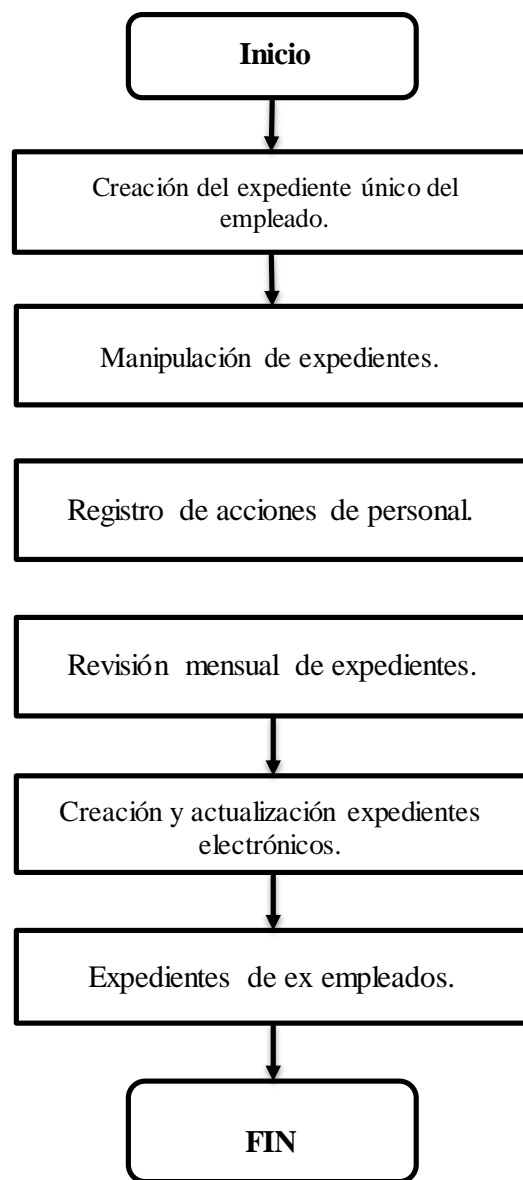 Inicio
Creación del expediente único del
empleado.
Manipulación de expedientes.
Registro de acciones de personal.
Revisión mensual de expedientes.
Creación y actualización expedientes
electrónicos.
Expedientes de ex empleados.
FIN